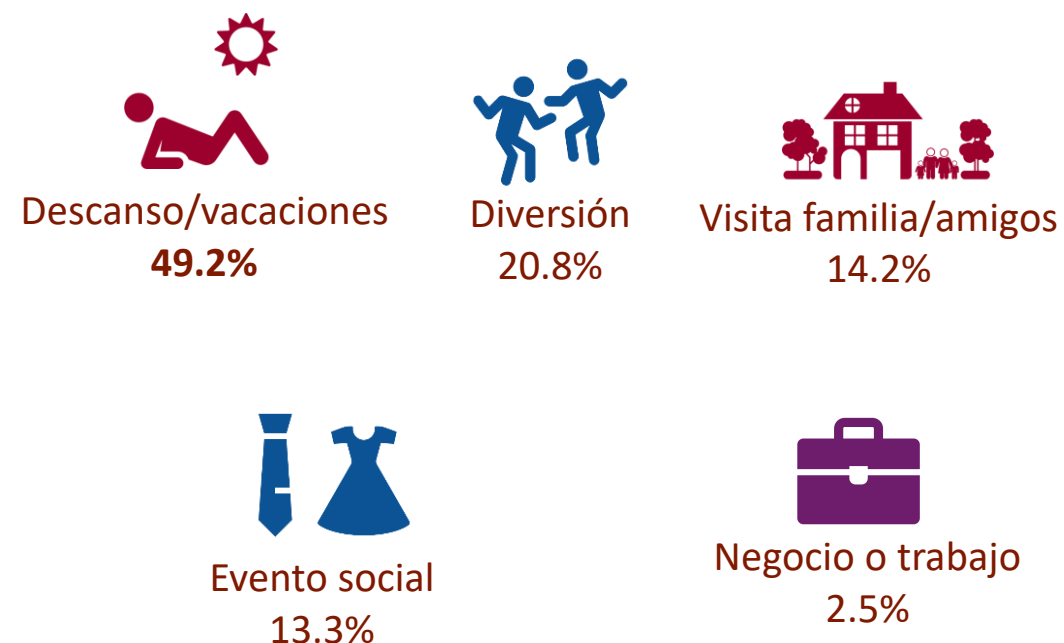 Descanso/vacaciones
49.2%
Diversión
20.8%
Visita familia/amigos
14.2%
Evento social
13.3%
Negocio o trabajo
2.5%